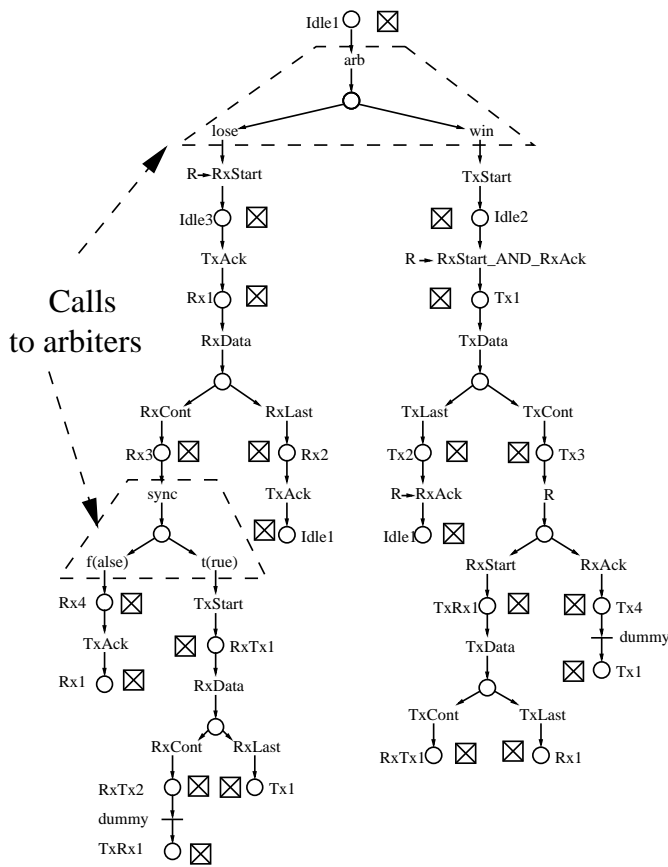 Idle1
arb
lose
win
R RxStart
TxStart
Idle3
Idle2
TxAck
R RxStart_AND_RxAck
Rx1
Tx1
Calls
to arbiters
RxData
TxData
RxCont
RxLast
TxLast
TxCont
Rx3
Rx2
Tx2
Tx3
sync
TxAck
R RxAck
R
Idle1
Idle1
f(alse)
t(rue)
RxStart
RxAck
Rx4
TxStart
TxRx1
Tx4
TxAck
RxTx1
TxData
dummy
Rx1
RxData
Tx1
TxCont
TxLast
RxCont
RxLast
RxTx1
Rx1
RxTx2
Tx1
dummy
TxRx1